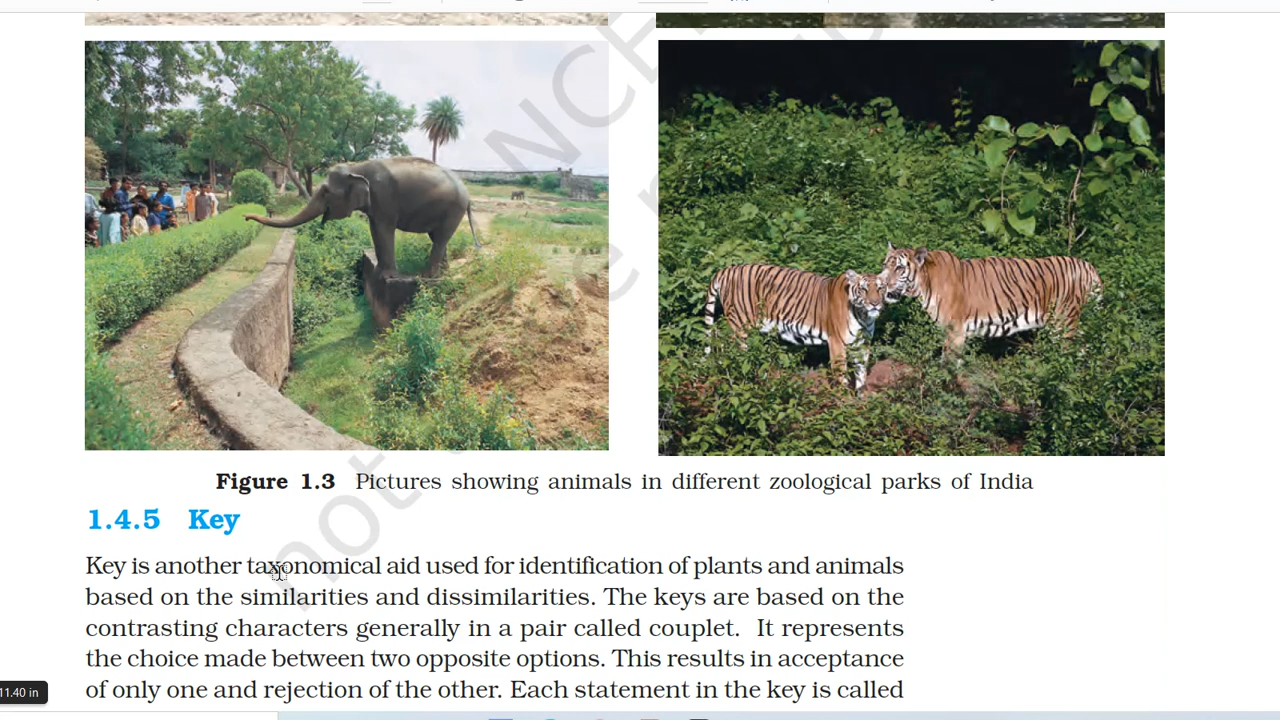 Figure 1.3 Pictures showing animals in different zoological parks of India
1.4.5 Key
Key is another taxonomical aid used for identification of plants and animals
based on the similarities and dissimilarities. The keys are based on the
contrasting characters generally in a pair called couplet. It represents
the choice made between two opposite options. This results in acceptance
of only one and rejection of the other. Each statement in the key is called
11.40 in
not
NCE